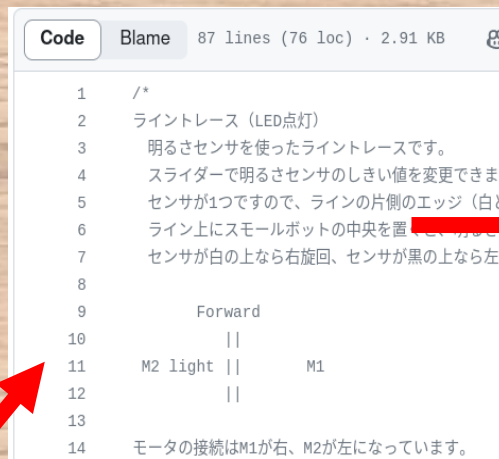 Code Blame 87 lines (76 loc) · 2.91 KB
1 /*
2 ライントレース（LED点灯）
3 明るさセンサを使ったライントレースです。
4 スライダーで明るさセンサのしきい値を変更できま
5 センサが1つですので、ラインの片側のエッジ（白と
6 ライン上にスモールボットの中央を置
7 センサが白の上なら右旋回、センサが黒の上なら左
8
9 Forward
10 ||
11 M2 light || M1
12 ||
13
14 モータの接続はM1が右、M2が左になっています。